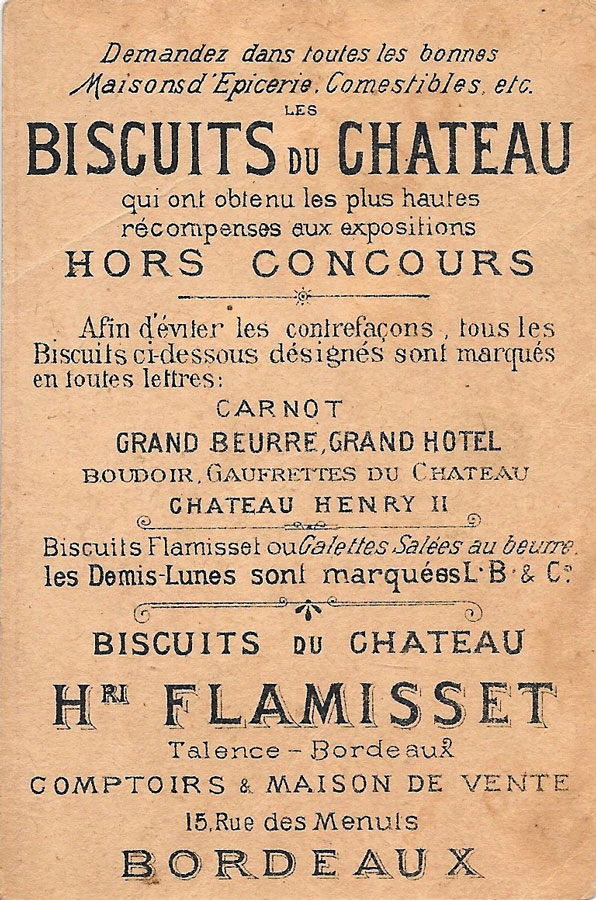 Demandez dans toutes les bonnes
Maisons d'Epicerie, Comestibles, etc.
LES
BISCUITS DU CHATEAU
qui ont obtenu les plus hautes
récompenses aux expositions
HORS CONCOURS
Afin d'éviter les contrefaçons, tous les
Biscuits ci-dessous désignés sont marqués
en toutes lettres:
CARNOT
GRAND BEURRE, GRAND HOTEL
BOUDOIR, GAUFRETTES DU CHATEAU
CHATEAU HENRY II
Biscuits Flamisset ou Galettes Salées au beurre.
les Demis-Lunes sont marquées L. B. & Co
BISCUITS DU CHATEAU
HRI FLAMISSET
Talence - Bordeaux
COMPTOIRS & MAISON DE VENTE
15, Rue des Menuts
BORDEAUX